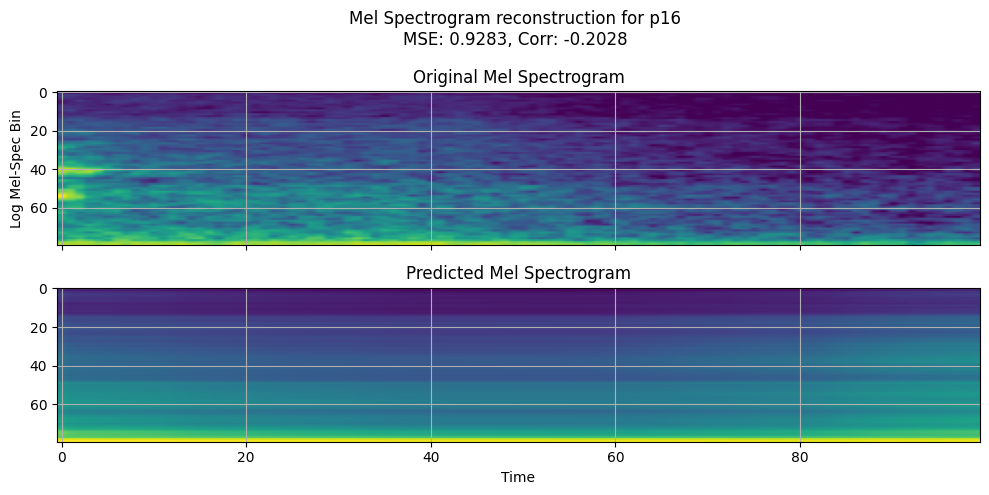 Mel Spectrogram reconstruction for p16
MSE: 0.9283, Corr: -0.2028
Original Mel Spectrogram
Log Mel-Spec Bin
0
20
40
60
Predicted Mel Spectrogram
0
20
40
60
0 20 40 60 80
Time